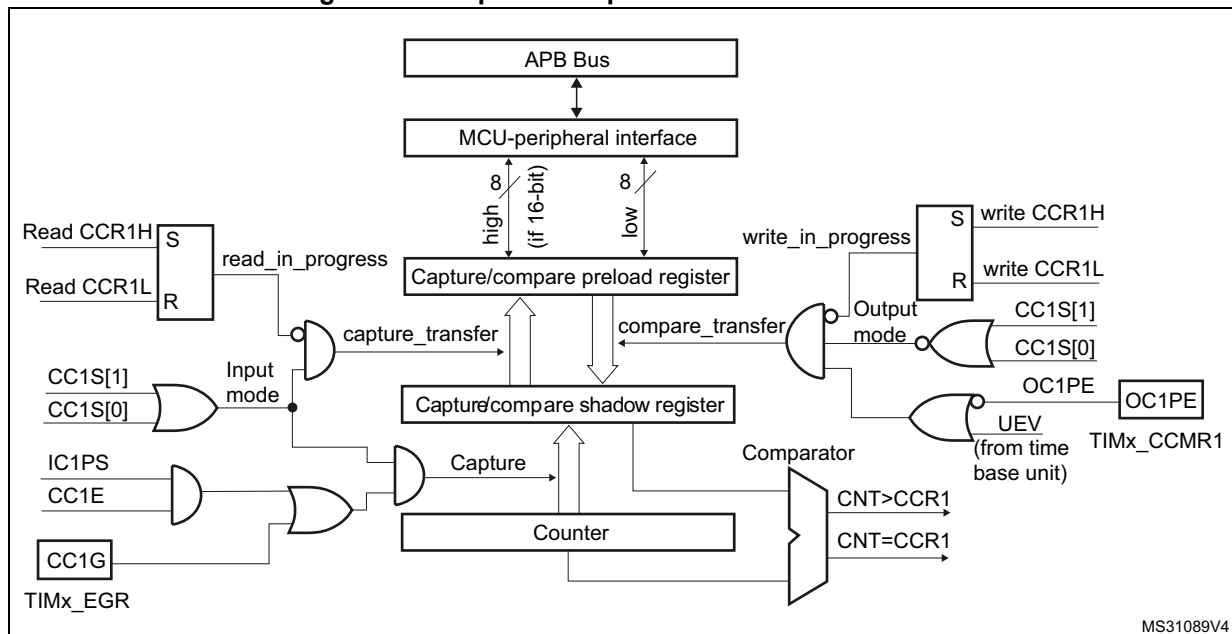 APB Bus
MCU-peripheral interface
8
high
(if 16-bit)
8
low
Read CCR1H
S
read_in_progress
Read CCR1L
R
write_in_progress
S
write CCR1H
R
write CCR1L
Capture/compare preload register
capture_transfer
compare_transfer
Output
mode
CC1S[1]
CC1S[0]
CC1S[1]
CC1S[0]
Input
mode
Capture/compare shadow register
OC1PE
OC1PE
UEV
(from time
base unit)
TIMx_CCMR1
IC1PS
CC1E
Capture
Comparator
CNT>CCR1
CNT=CCR1
Counter
CC1G
TIMx_EGR
MS31089V4